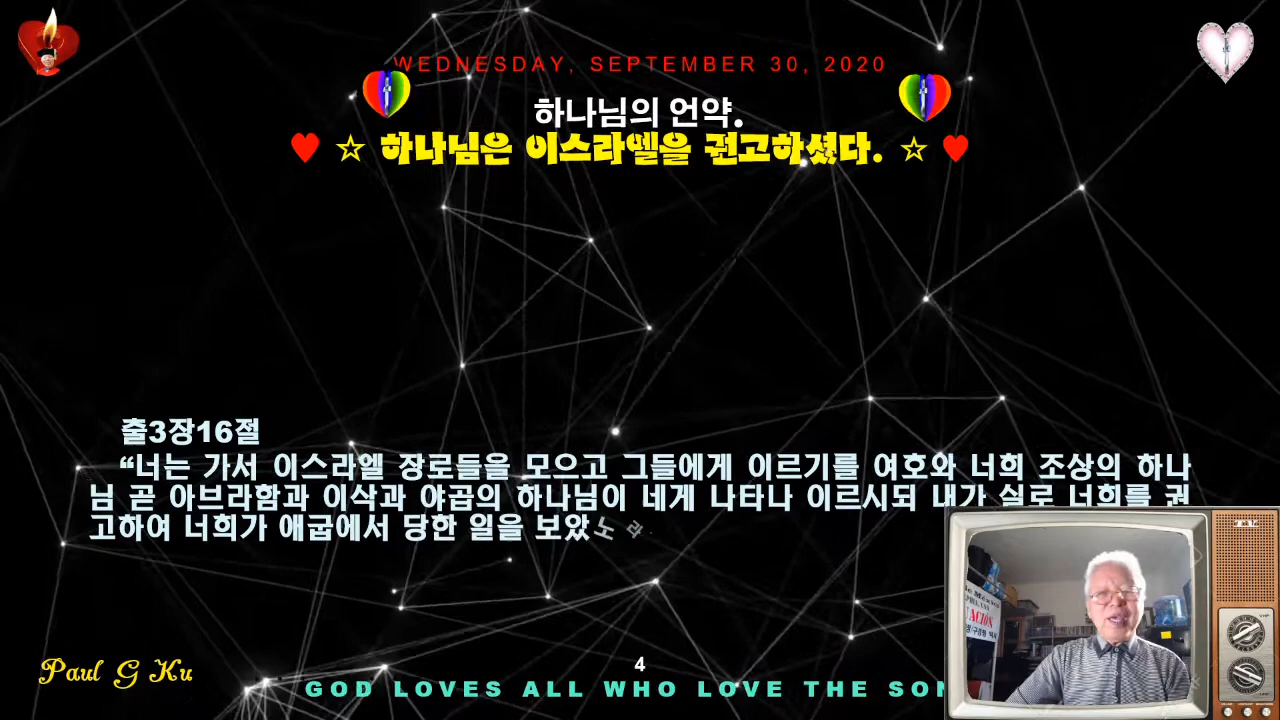 WEDNESDAY, SEPTEMBER 30, 2020
하나님의 언약.
♥ ☆ 하나님은 이스라엘을 권고하셨다. ☆ ♥
출3장16절
“너는 가서 이스라엘 장로들을 모으고 그들에게 이르기를 여호와 너희 조상의 하나
님 곧 아브라함과 이삭과 야곱의 하나님이 네게 나타나 이르시되 내가 실로 너희를 권
고하여 너희가 애굽에서 당한 일을 보았노라
ACIÓN
4
Paul G Ku
GOD LOVES ALL WHO LOVE THE SON